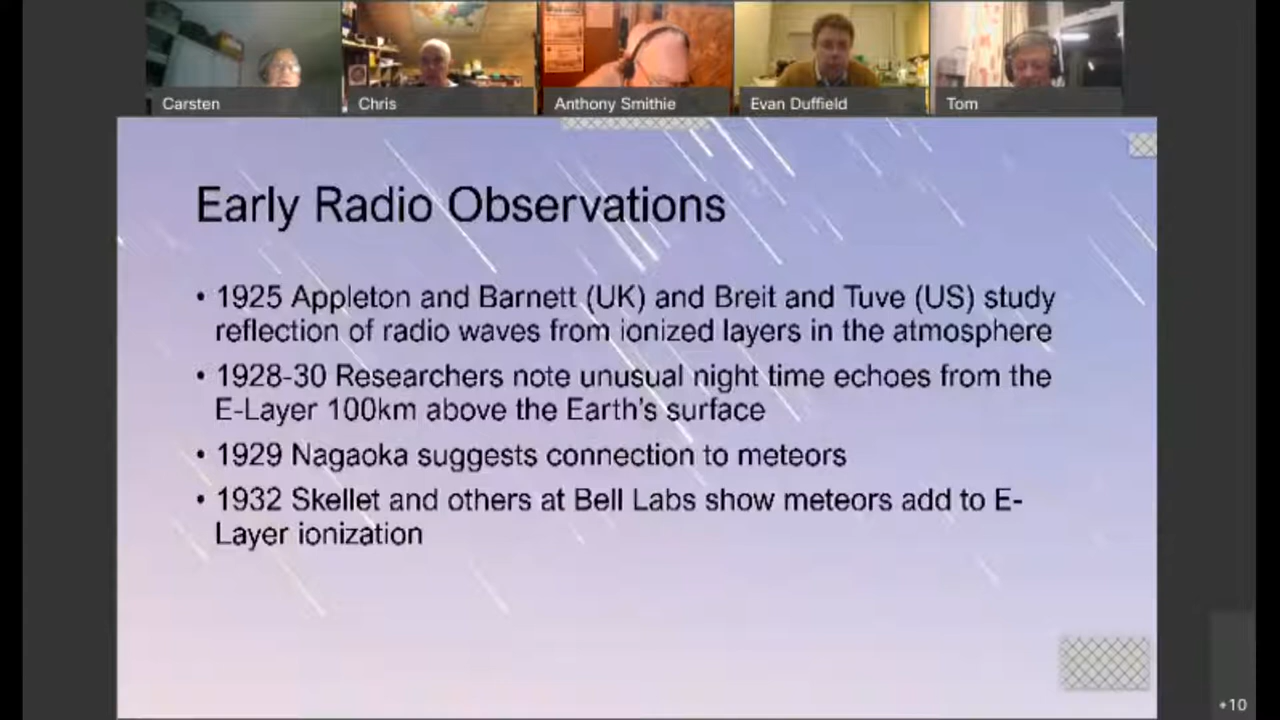 Carsten
Chris
Anthony Smithie
Evan Duffield
Tom
Early Radio Observations
• 1925 Appleton and Barnett (UK) and Breit and Tuve (US) study
reflection of radio waves from ionized layers in the atmosphere
• 1928-30 Researchers note unusual night time echoes from the
E-Layer 100km above the Earth's surface
• 1929 Nagaoka suggests connection to meteors
• 1932 Skellet and others at Bell Labs show meteors add to E-
Layer ionization
+10